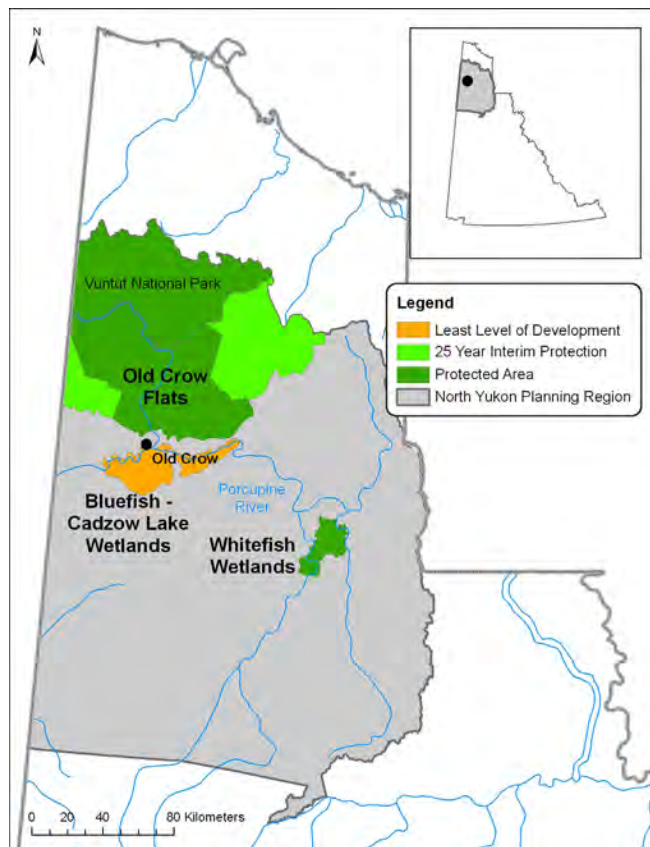 N
Vuntut National Park
Old Crow
Flats
Old Crow
Bluefish -
Cadzow Lake
Wetlands
Porcupine
River
Whitefish
Wetlands
Legend
Least Level of Development
25 Year Interim Protection
Protected Area
North Yukon Planning Region
0 20 40 80 Kilometers